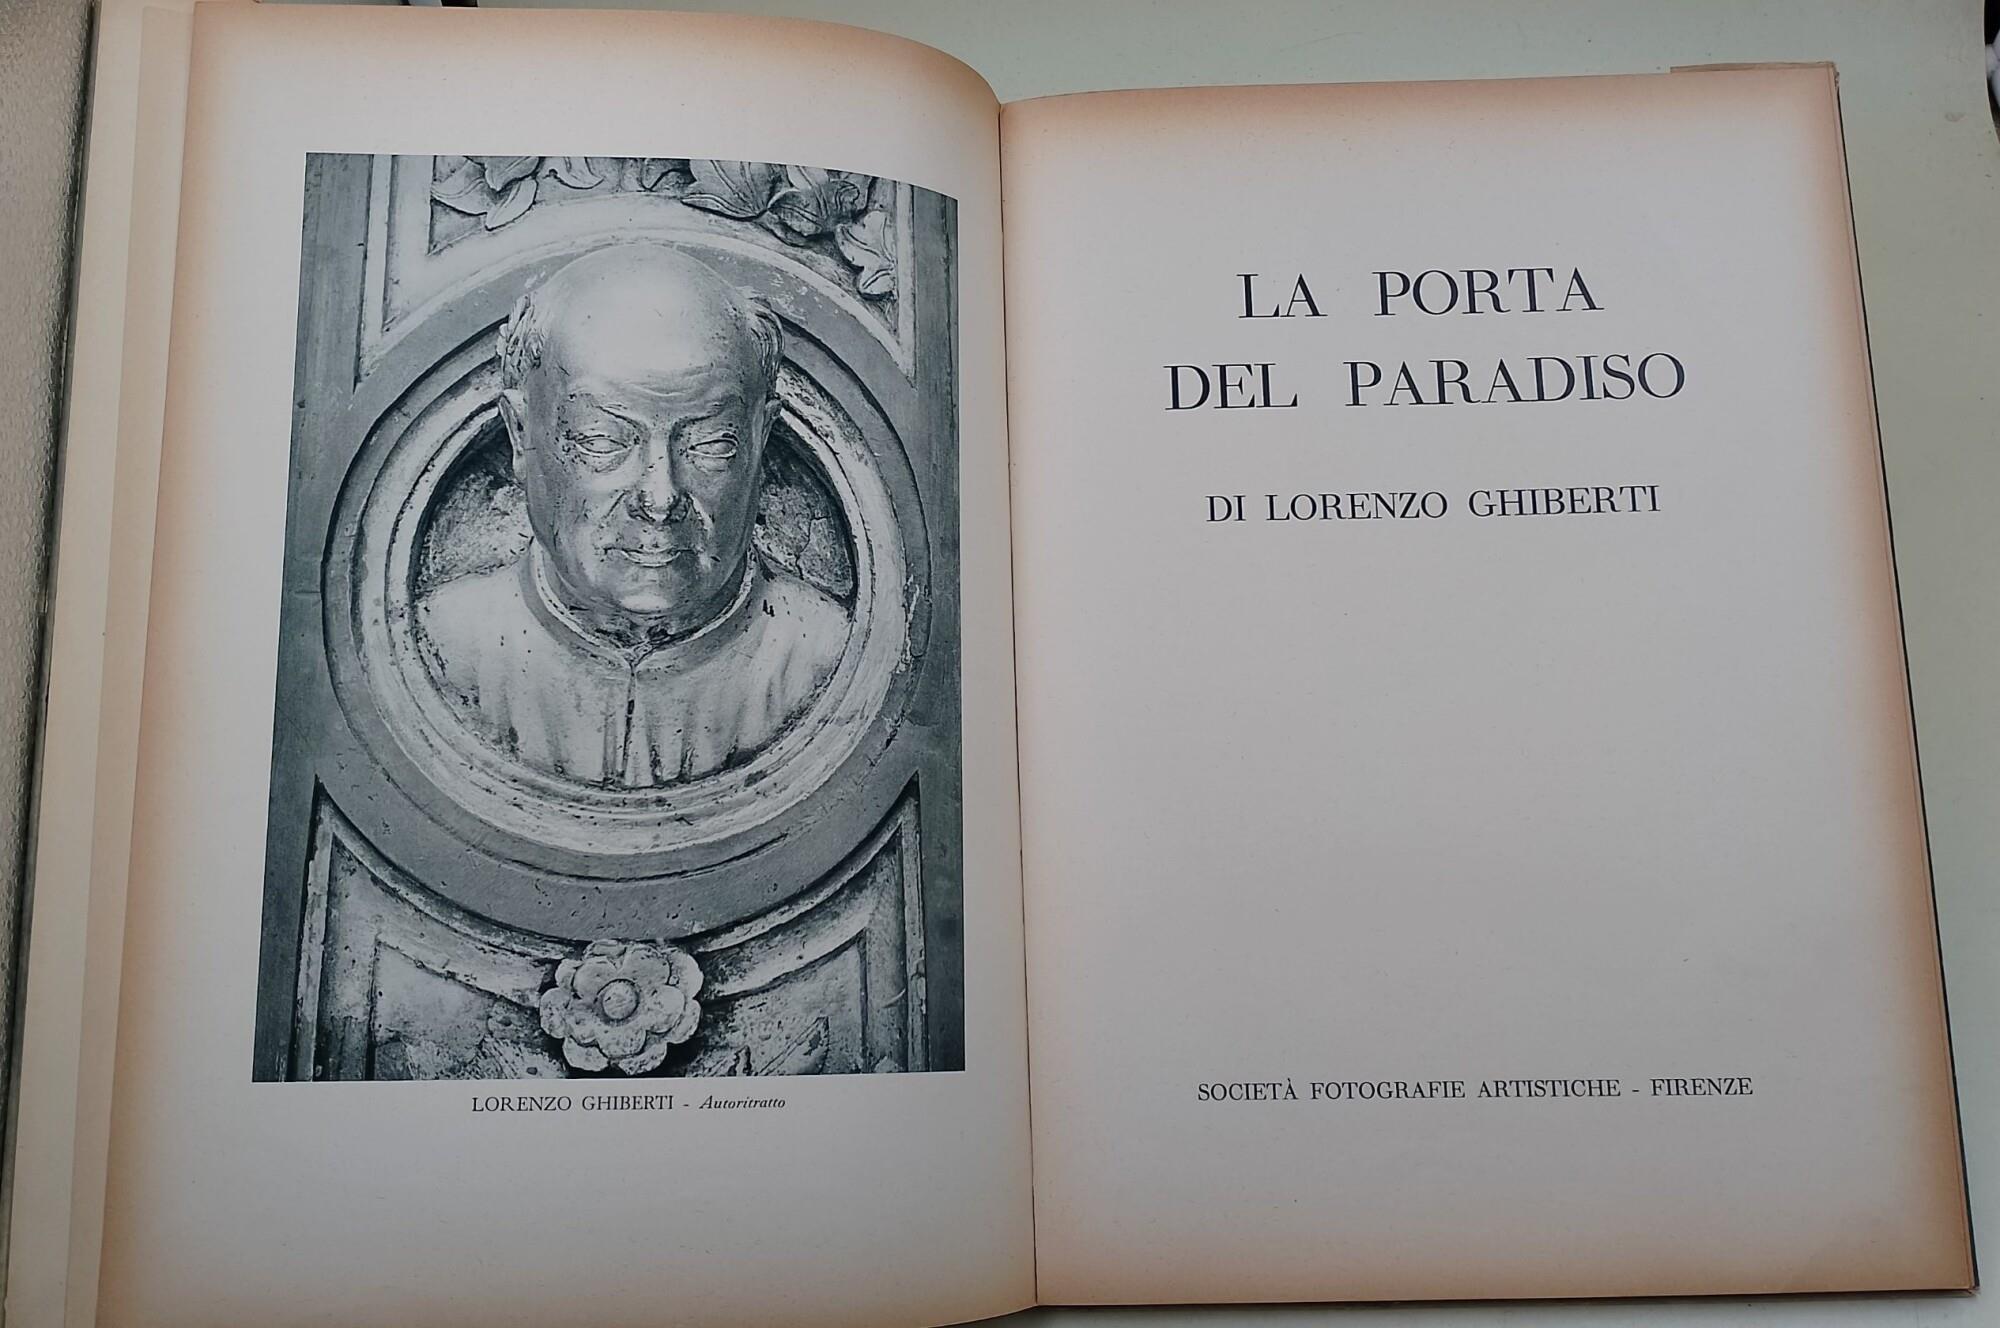 LORENZO GHIBERTI - Autoritratto
LA PORTA
DEL PARADISO
DI LORENZO GHIBERTI
SOCIETÀ FOTOGRAFIE ARTISTICHE - FIRENZE